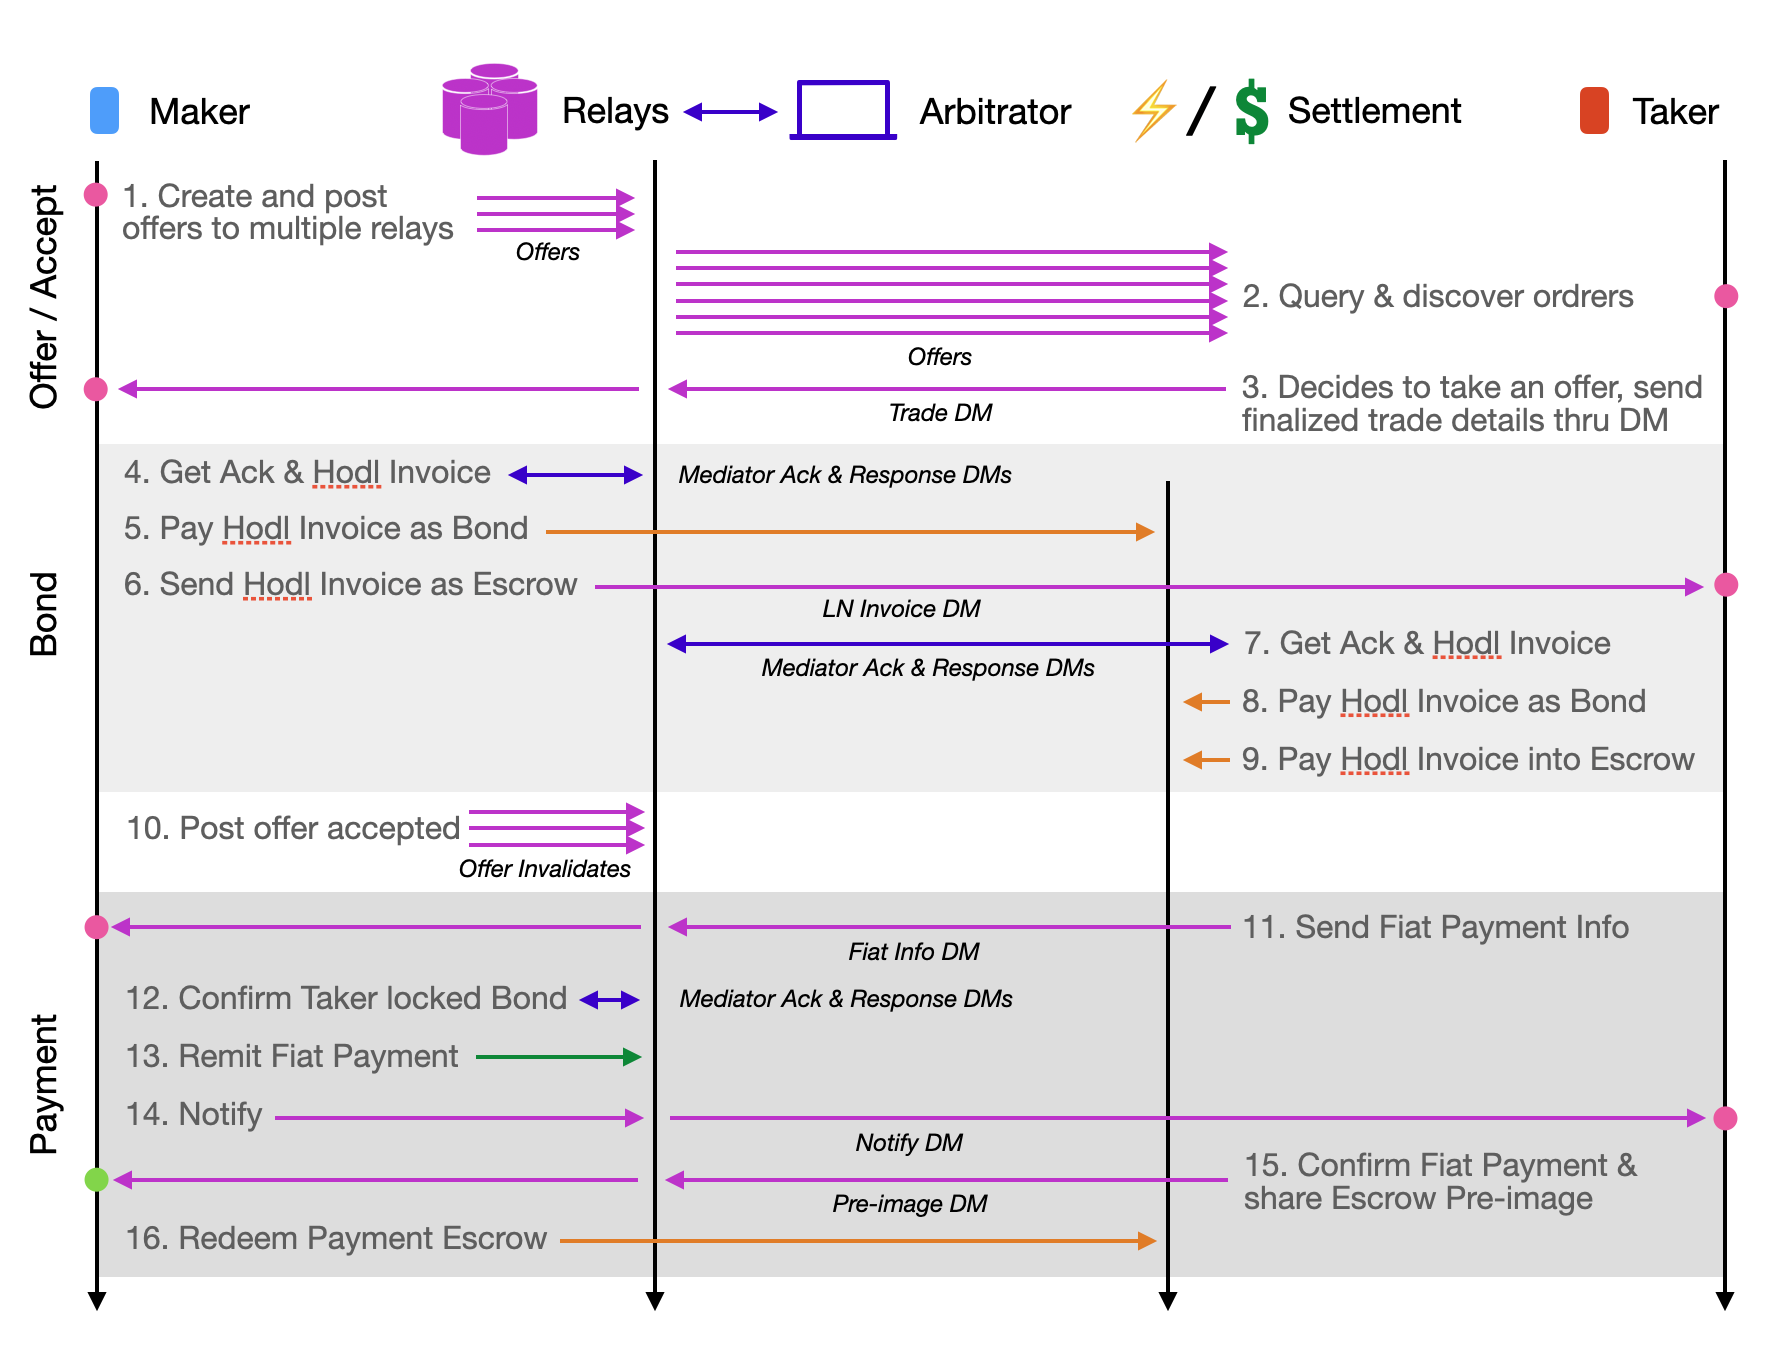 Maker
Relays
Arbitrator
/
$
Settlement
Taker
Offer / Accept
1. Create and post
offers to multiple relays
Offers
2. Query & discover ordrers
Offers
3. Decides to take an offer, send
finalized trade details thru DM
Trade DM
Bond
4. Get Ack & Hodl Invoice
Mediator Ack & Response DMs
5. Pay Hodl Invoice as Bond
6. Send Hodl Invoice as Escrow
LN Invoice DM
7. Get Ack & Hodl Invoice
Mediator Ack & Response DMs
8. Pay Hodl Invoice as Bond
9. Pay Hodl Invoice into Escrow
10. Post offer accepted
Offer Invalidates
Payment
11. Send Fiat Payment Info
Fiat Info DM
12. Confirm Taker locked Bond
Mediator Ack & Response DMs
13. Remit Fiat Payment
14. Notify
Notify DM
15. Confirm Fiat Payment &
share Escrow Pre-image
Pre-image DM
16. Redeem Payment Escrow